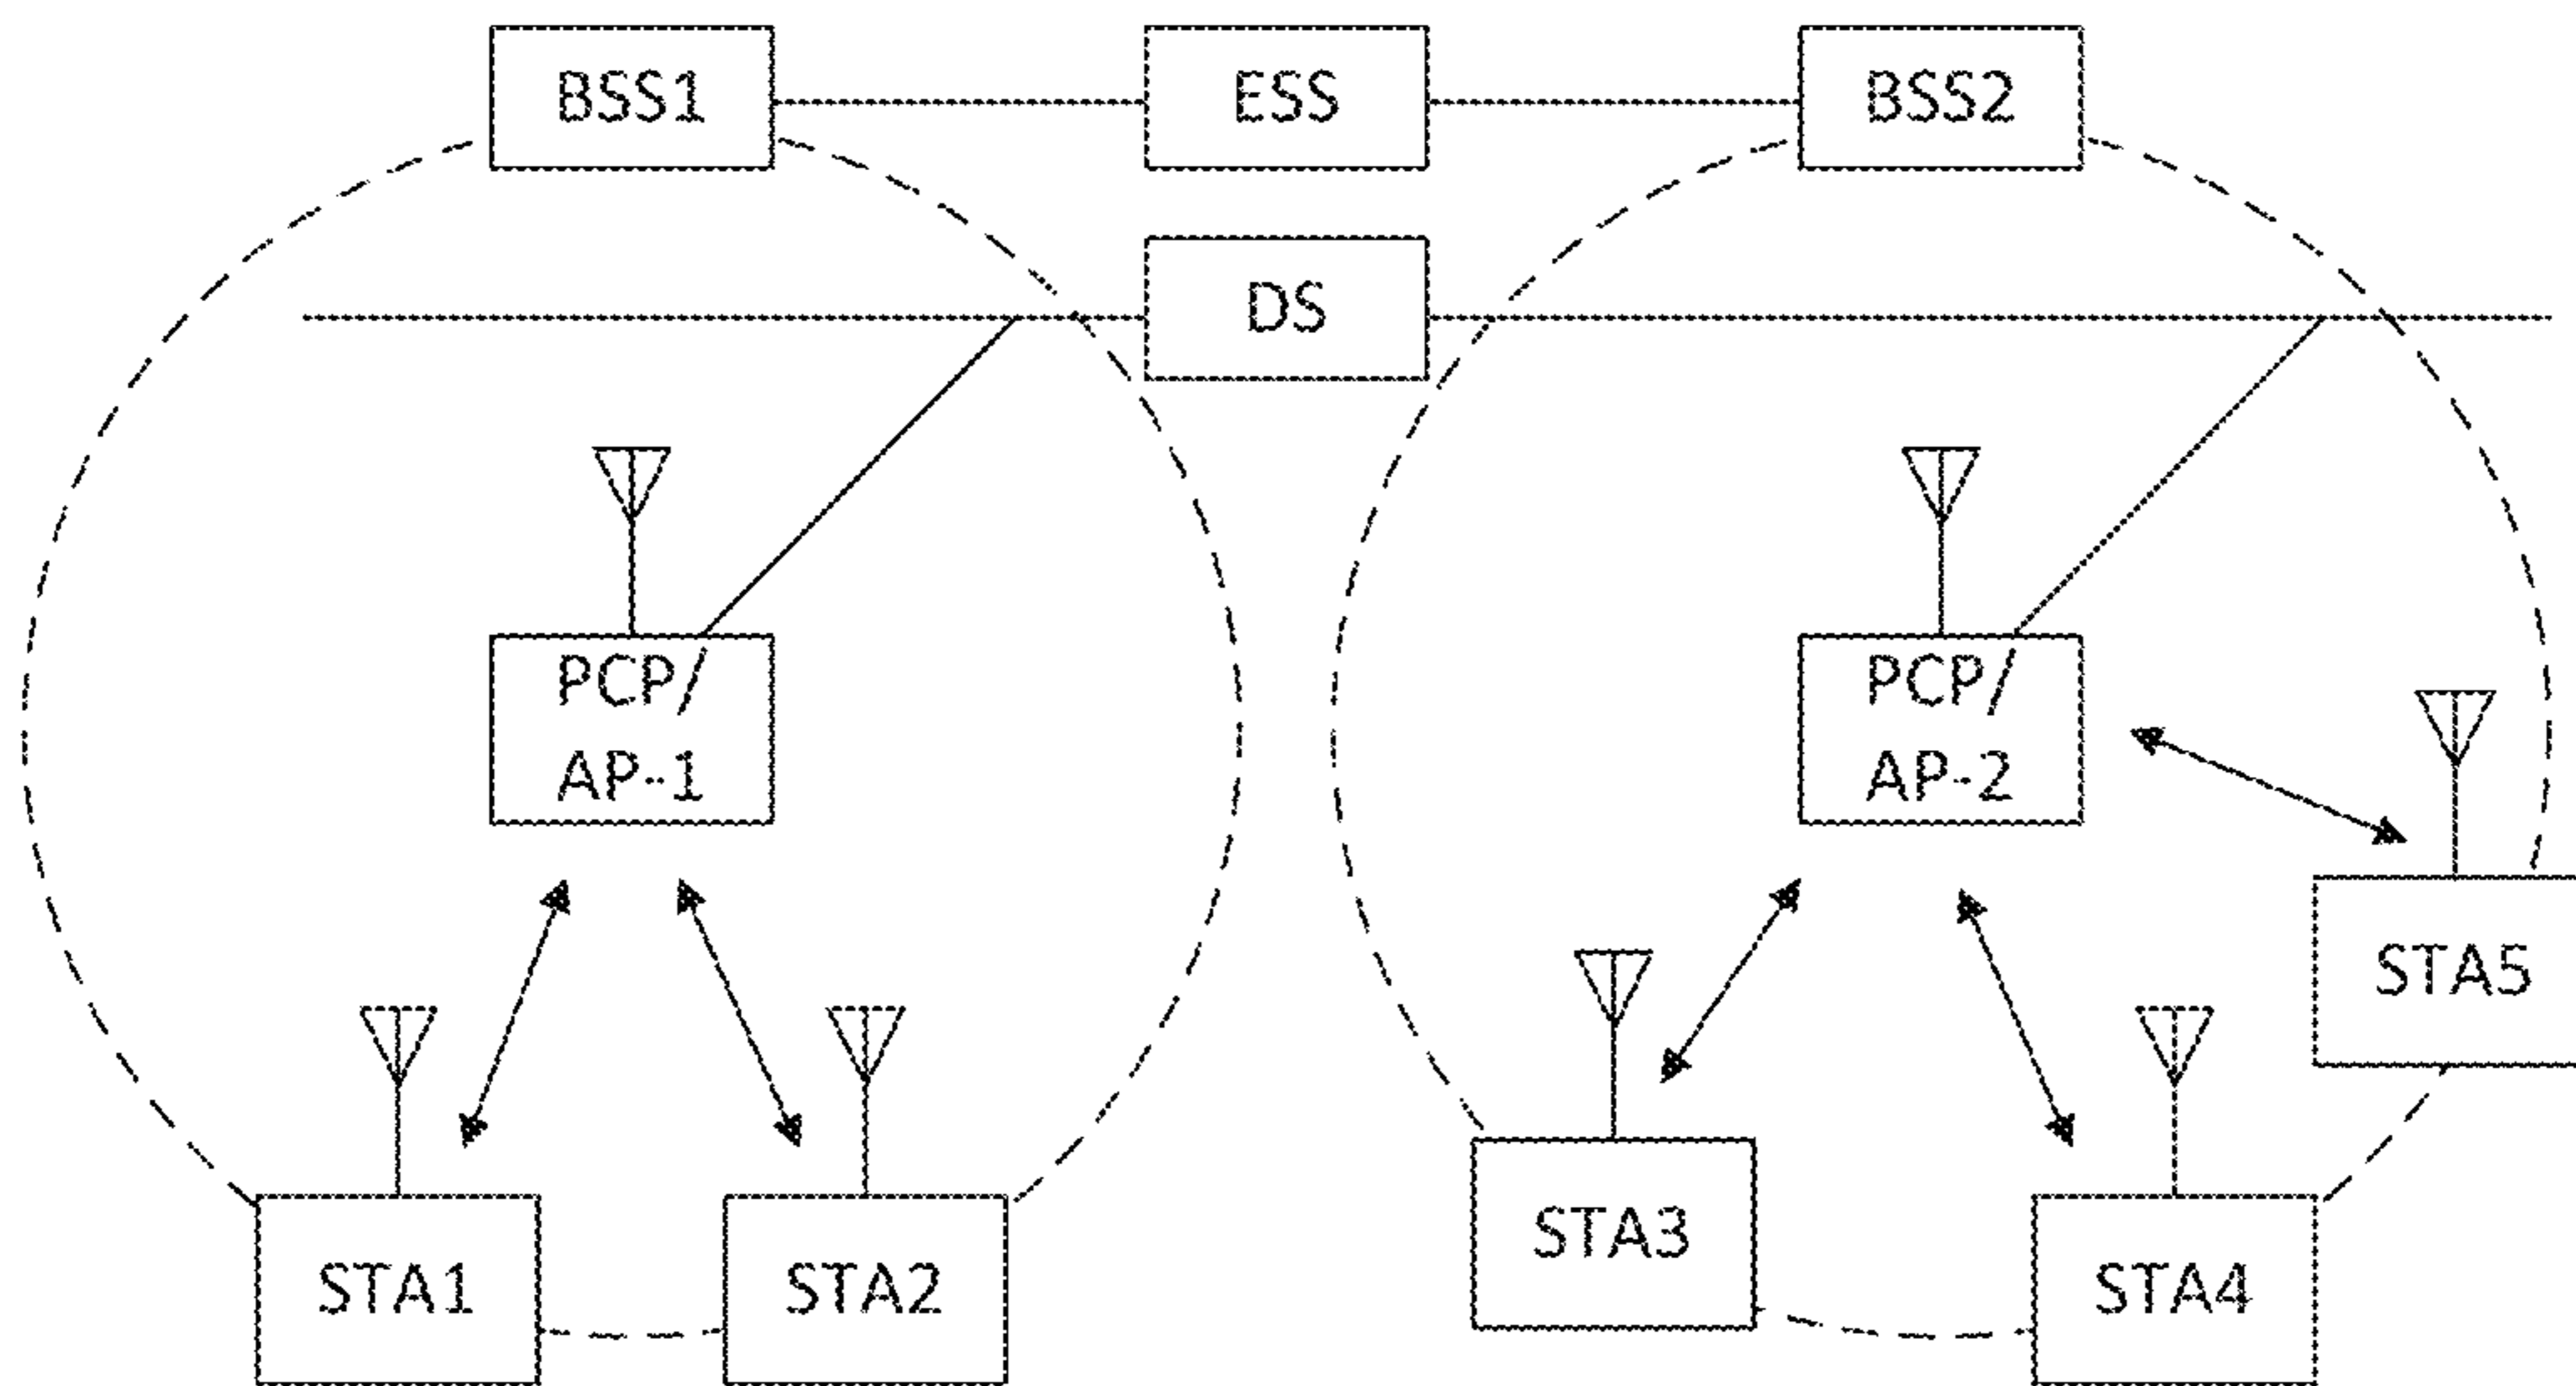 BSS1
ESS
BSS2
DS
PCP/
AP-1
PCP/
AP-2
STA5
STA3
STA1
STA2
STA4